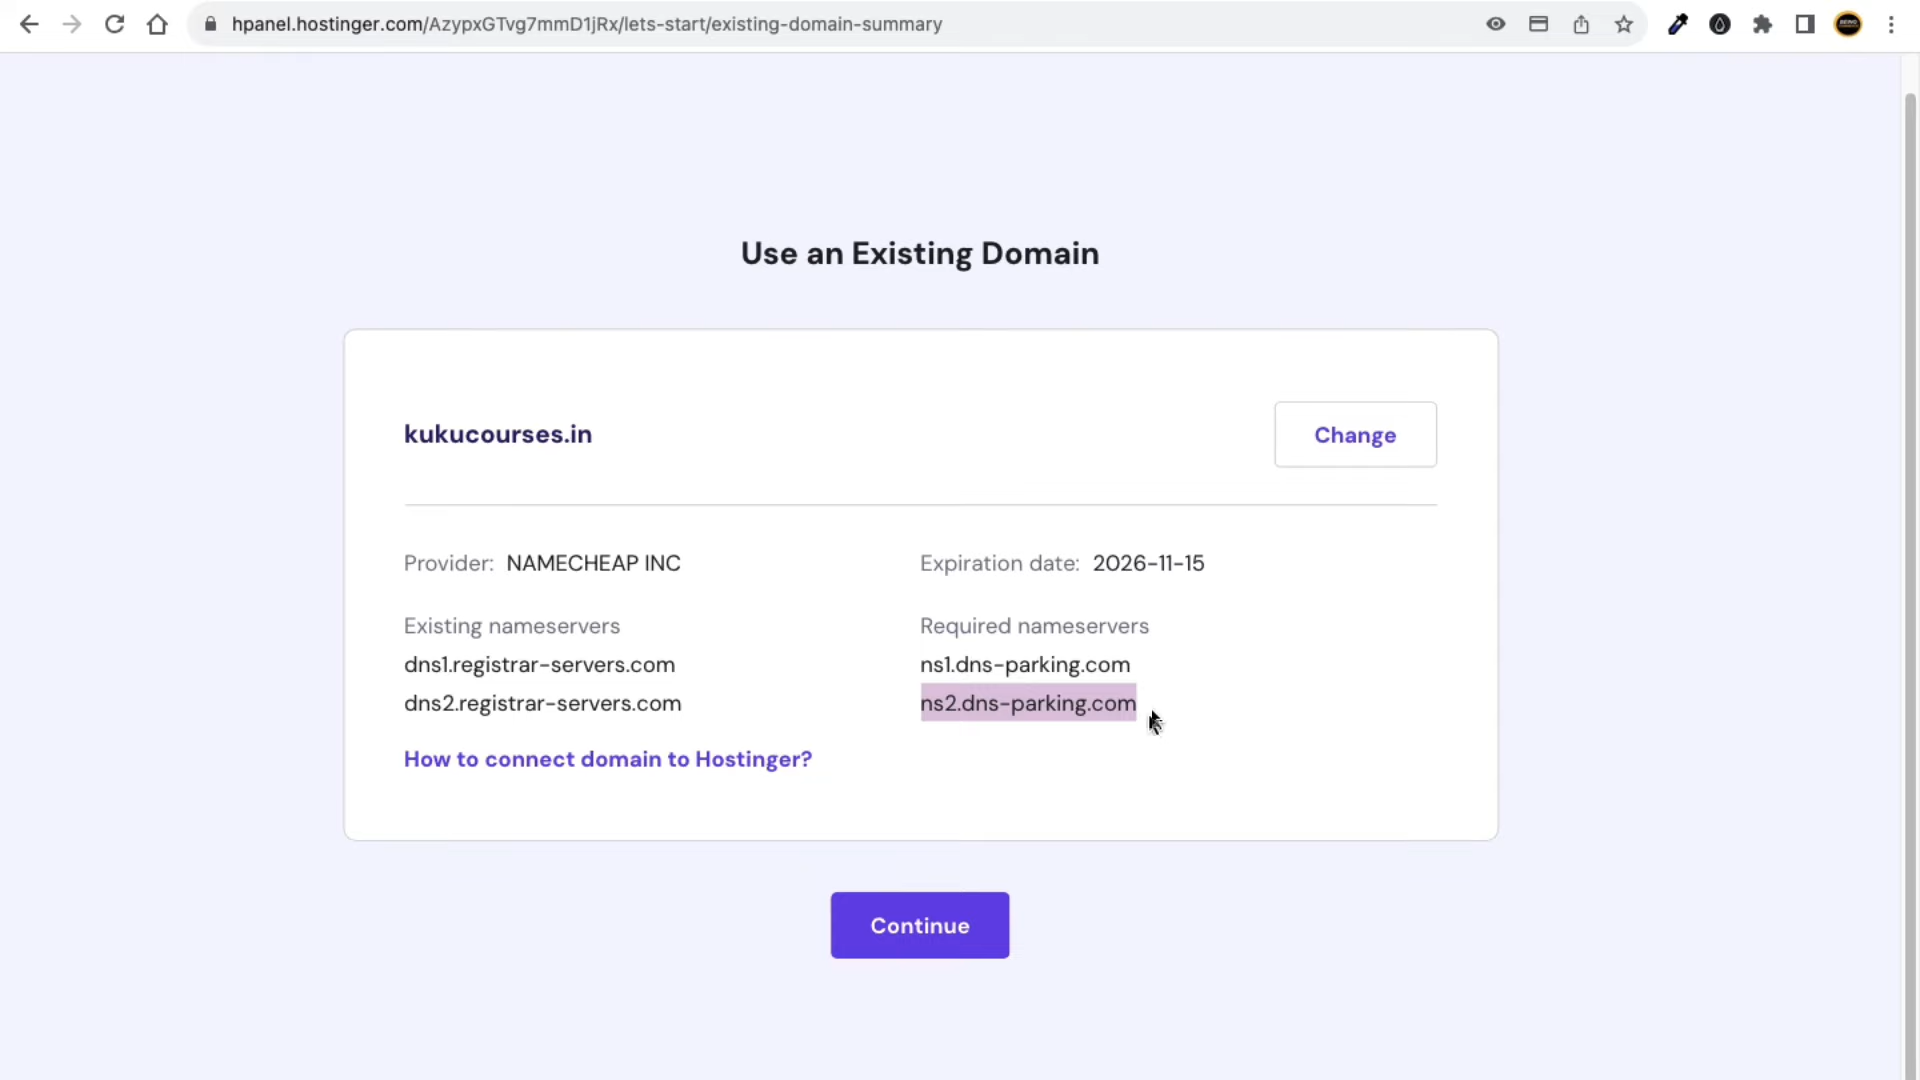 hpanel.hostinger.com/AzypxGTvg7mmD1jRx/lets-start/existing-domain-summary
Use an Existing Domain
kukucourses.in
Change
Provider: NAMECHEAP INC
Expiration date: 2026-11-15
Existing nameservers
dns1.registrar-servers.com
dns2.registrar-servers.com
Required nameservers
ns1.dns-parking.com
ns2.dns-parking.com
How to connect domain to Hostinger?
Continue